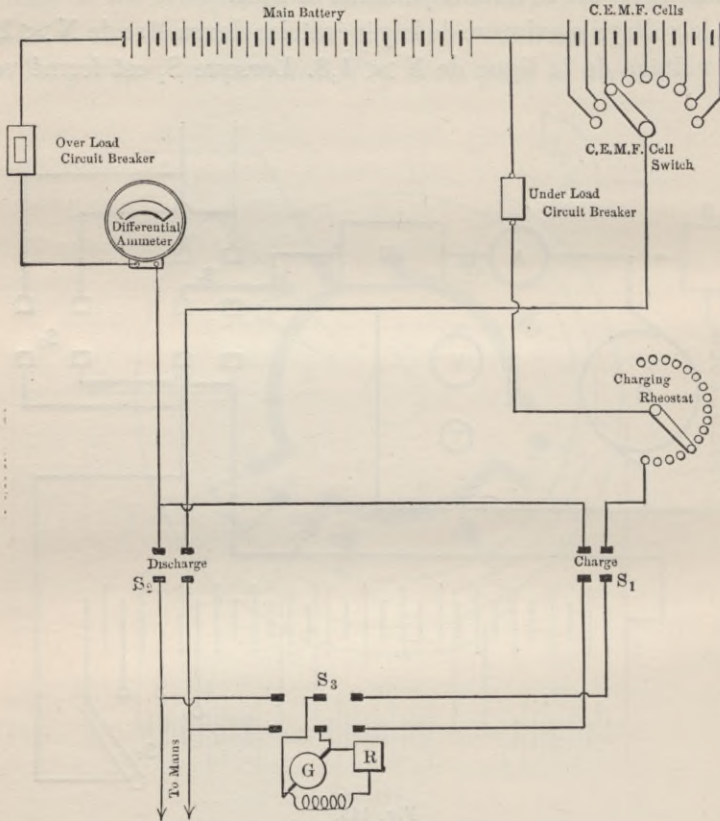 Main Battery
C.E.M.F. Cells
Over Load
Circuit Breaker
C.E.M.F. Cell
Switch
Differential
Ammeter
Under Load
Circuit Breaker
Charging
Rheostat
Discharge
S₂
Charge
S₁
S₃
G
R
To Mains